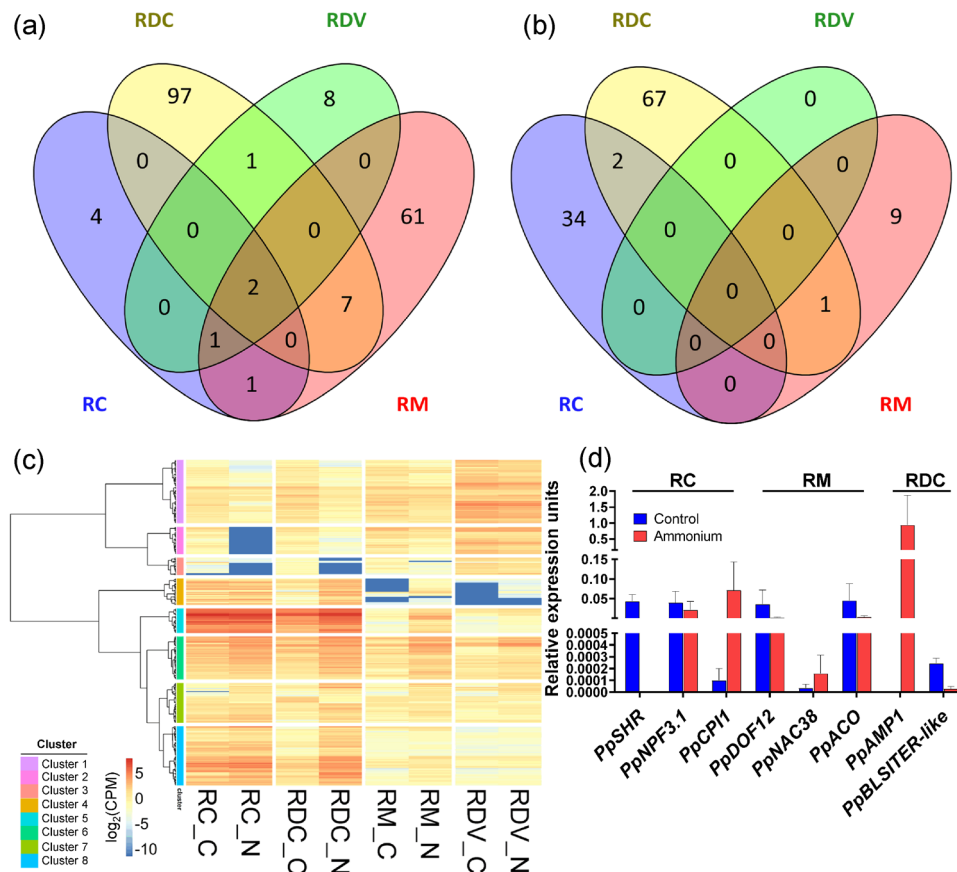 (a)
RDC
RDV
97
8
0
1
0
4
61
0
0
0
2
7
1
0
1
RC
RM
(b)
RDC
RDV
67
0
2
0
0
34
9
0
0
0
0
1
0
0
0
RC
RM
(c)
Cluster
Cluster 1
Cluster 2
Cluster 3
Cluster 4
Cluster 5
Cluster 6
Cluster 7
Cluster 8
log2(CPM)
5
0
-5
-10
cluster
RC_C
RC_N
RDC_C
RDC_N
RM_C
RM_N
RDV_C
RDV_N
(d)
RC
RM
RDC
Control
Ammonium
Relative expression units
2.0
1.5
1.0
0.5
0.15
0.10
0.05
0.0005
0.0004
0.0003
0.0002
0.0001
0.0000
PpSHR
PpNPF3.1
PpCPI1
PpDOF12
PpNAC38
PpACO
PpAMP1
PpBLSITER-like